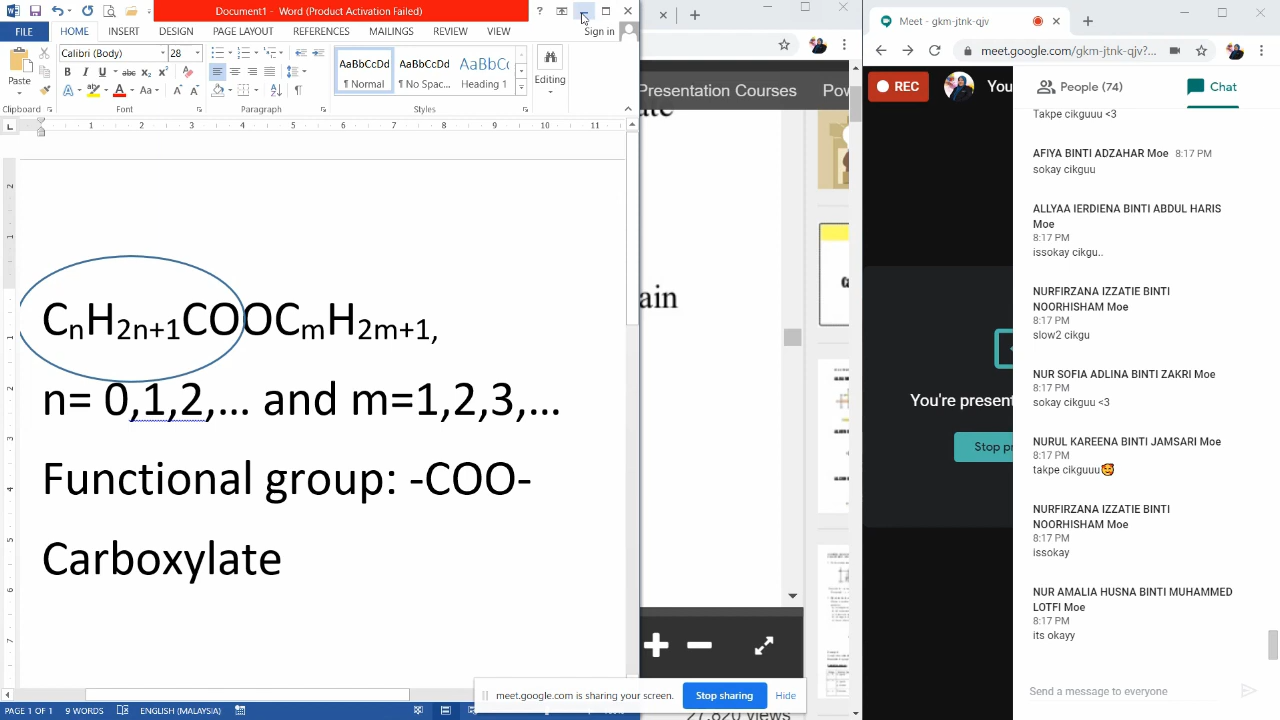 Document1 - Word (Product Activation Failed)
FILE HOME INSERT DESIGN PAGE LAYOUT REFERENCES MAILINGS REVIEW VIEW Sign in
Calibri (Body) 28
Paste
AaBbCcDd AaBbCcDd AaBbCc
¶ Normal ¶ No Spac... Heading 1
Editing
Clipboard Font Paragraph Styles
CnH2n+1COOCmH2m+1,
n= 0,1,2,... and m=1,2,3,...
Functional group: -COO-
Carboxylate
PAGE 1 OF 1 9 WORDS ENGLISH (MALAYSIA)
Presentation Courses
ain
27,820 views
meet.google.com is sharing your screen. Stop sharing Hide
Meet - gkm-jtnk-qjv
meet.google.com/gkm-jtnk-qjv?...
REC You
People (74) Chat
You're present
Stop pr
Takpe cikguuu <3
AFIYA BINTI ADZAHAR Moe 8:17 PM
sokay cikguu
ALLYAA IERDIENA BINTI ABDUL HARIS
Moe
8:17 PM
issokay cikgu..
NURFIRZANA IZZATIE BINTI
NOORHISHAM Moe
8:17 PM
slow2 cikgu
NUR SOFIA ADLINA BINTI ZAKRI Moe
8:17 PM
sokay cikguu <3
NURUL KAREENA BINTI JAMSARI Moe
8:17 PM
takpe cikguuu🥰
NURFIRZANA IZZATIE BINTI
NOORHISHAM Moe
8:17 PM
issokay
NUR AMALIA HUSNA BINTI MUHAMMED
LOTFI Moe
8:17 PM
its okayy
Send a message to everyone